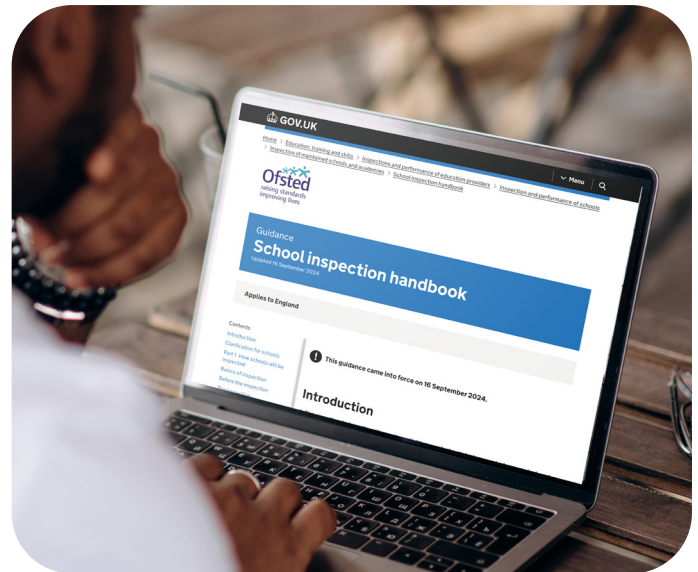 GOV.UK
Menu
Home > Education, training and skills > Inspections and performance of education providers > Inspection and performance of schools
> Inspection of maintained schools and academies > School inspection handbook
Ofsted
raising standards
improving lives
Guidance
School inspection handbook
Updated 16 September 2024
Applies to England
Contents
Introduction
Clarification for schools
Part 1. How schools will be
inspected
Basics of inspection
Before the inspection
! This guidance came into force on 16 September 2024.
Introduction